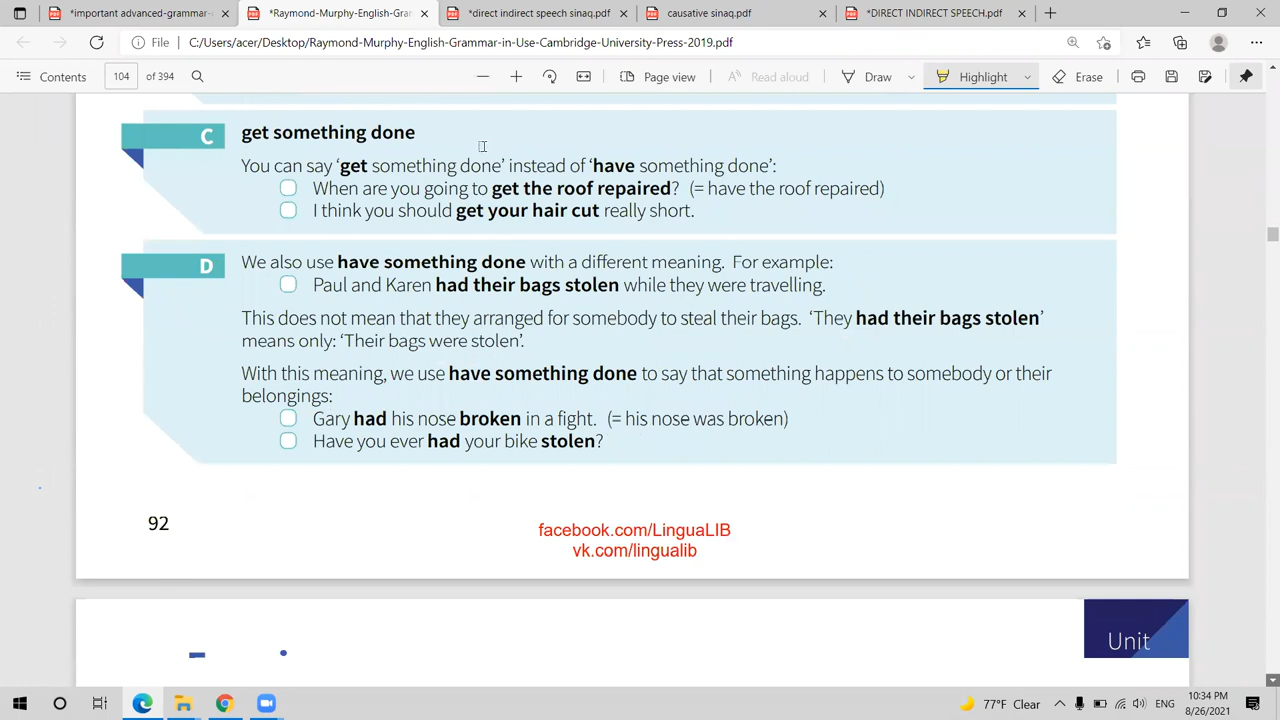 *important advanced-grammar-
*Raymond-Murphy-English-Gran
*direct indirect speech sinaq.pdf
causative sinaq.pdf
*DIRECT INDIRECT SPEECH.pdf
File C:/Users/acer/Desktop/Raymond-Murphy-English-Grammar-in-Use-Cambridge-University-Press-2019.pdf
Contents 104 of 394 Page view Read aloud Draw Highlight Erase
C get something done
You can say ‘get something done’ instead of ‘have something done’:
When are you going to get the roof repaired? (= have the roof repaired)
I think you should get your hair cut really short.
D We also use have something done with a different meaning. For example:
Paul and Karen had their bags stolen while they were travelling.
This does not mean that they arranged for somebody to steal their bags. ‘They had their bags stolen’
means only: ‘Their bags were stolen’.
With this meaning, we use have something done to say that something happens to somebody or their
belongings:
Gary had his nose broken in a fight. (= his nose was broken)
Have you ever had your bike stolen?
92
facebook.com/LinguaLIB
vk.com/lingualib
Unit
77°F Clear ENG
10:34 PM
8/26/2021